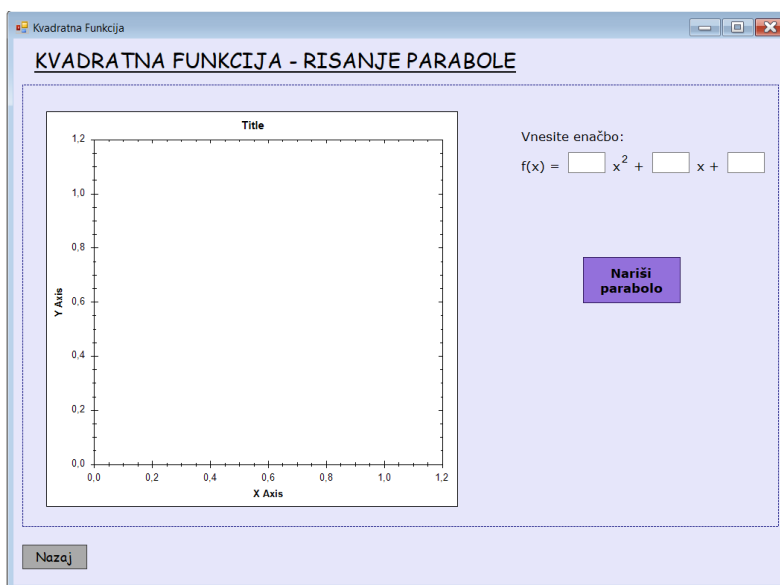 Kvadratna Funkcija
KVADRATNA FUNKCIJA - RISANJE PARABOLE
Title
1,2
1,0
0,8
0,6
0,4
0,2
0,0
Y Axis
0,0 0,2 0,4 0,6 0,8 1,0 1,2
X Axis
Vnesite enačbo:
f(x) = x² + x +
Nariši
parabolo
Nazaj